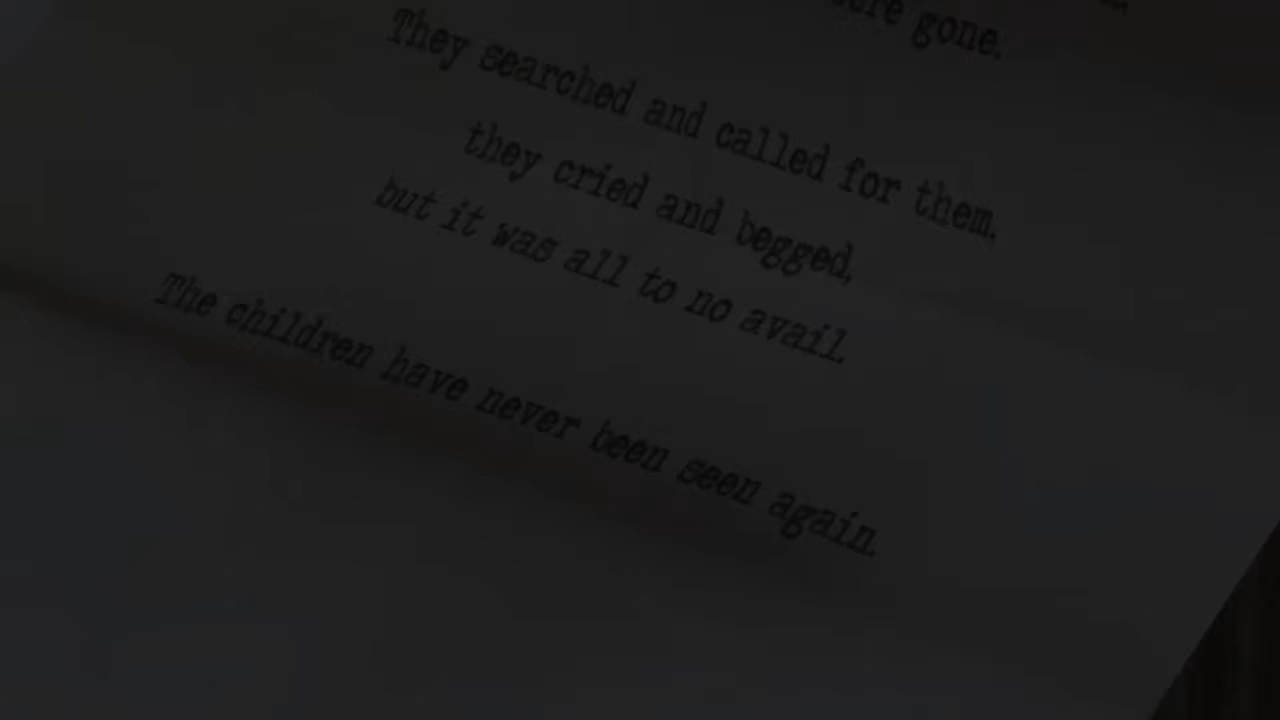 gone.
They searched and called for them,
they cried and begged,
but it was all to no avail.
The children have never been seen again.